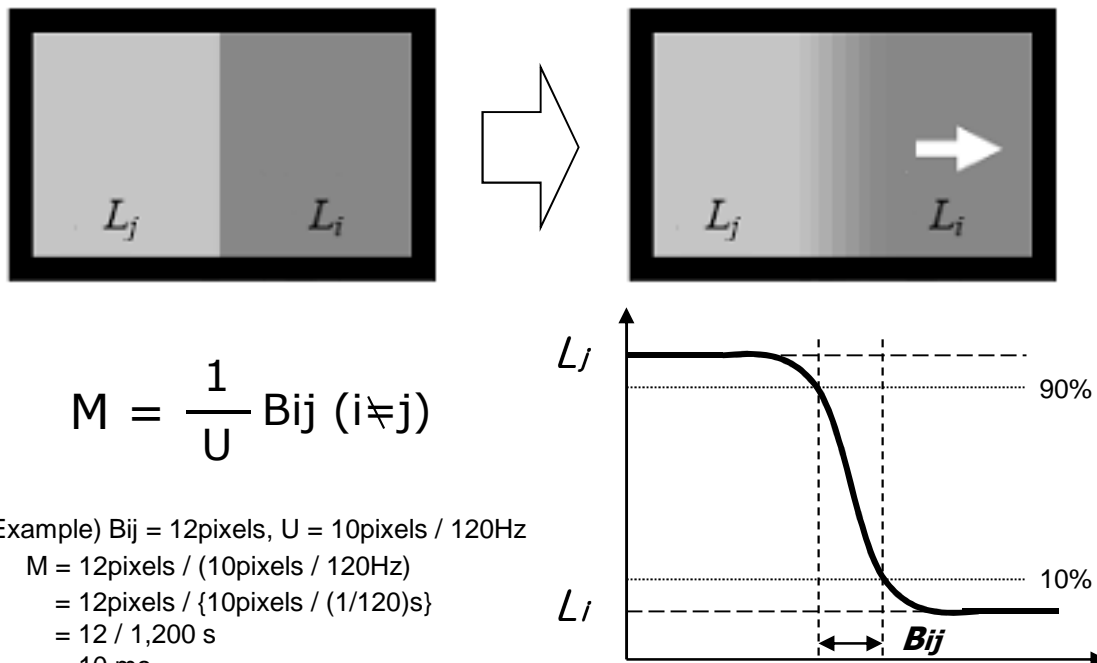 Lj Li
Lj Li
M = 1/U Bij (i≒j)
Example) Bij = 12pixels, U = 10pixels / 120Hz
M = 12pixels / (10pixels / 120Hz)
= 12pixels / {10pixels / (1/120)s}
= 12 / 1,200 s
10 ms
Lj
90%
10%
Li
Bij